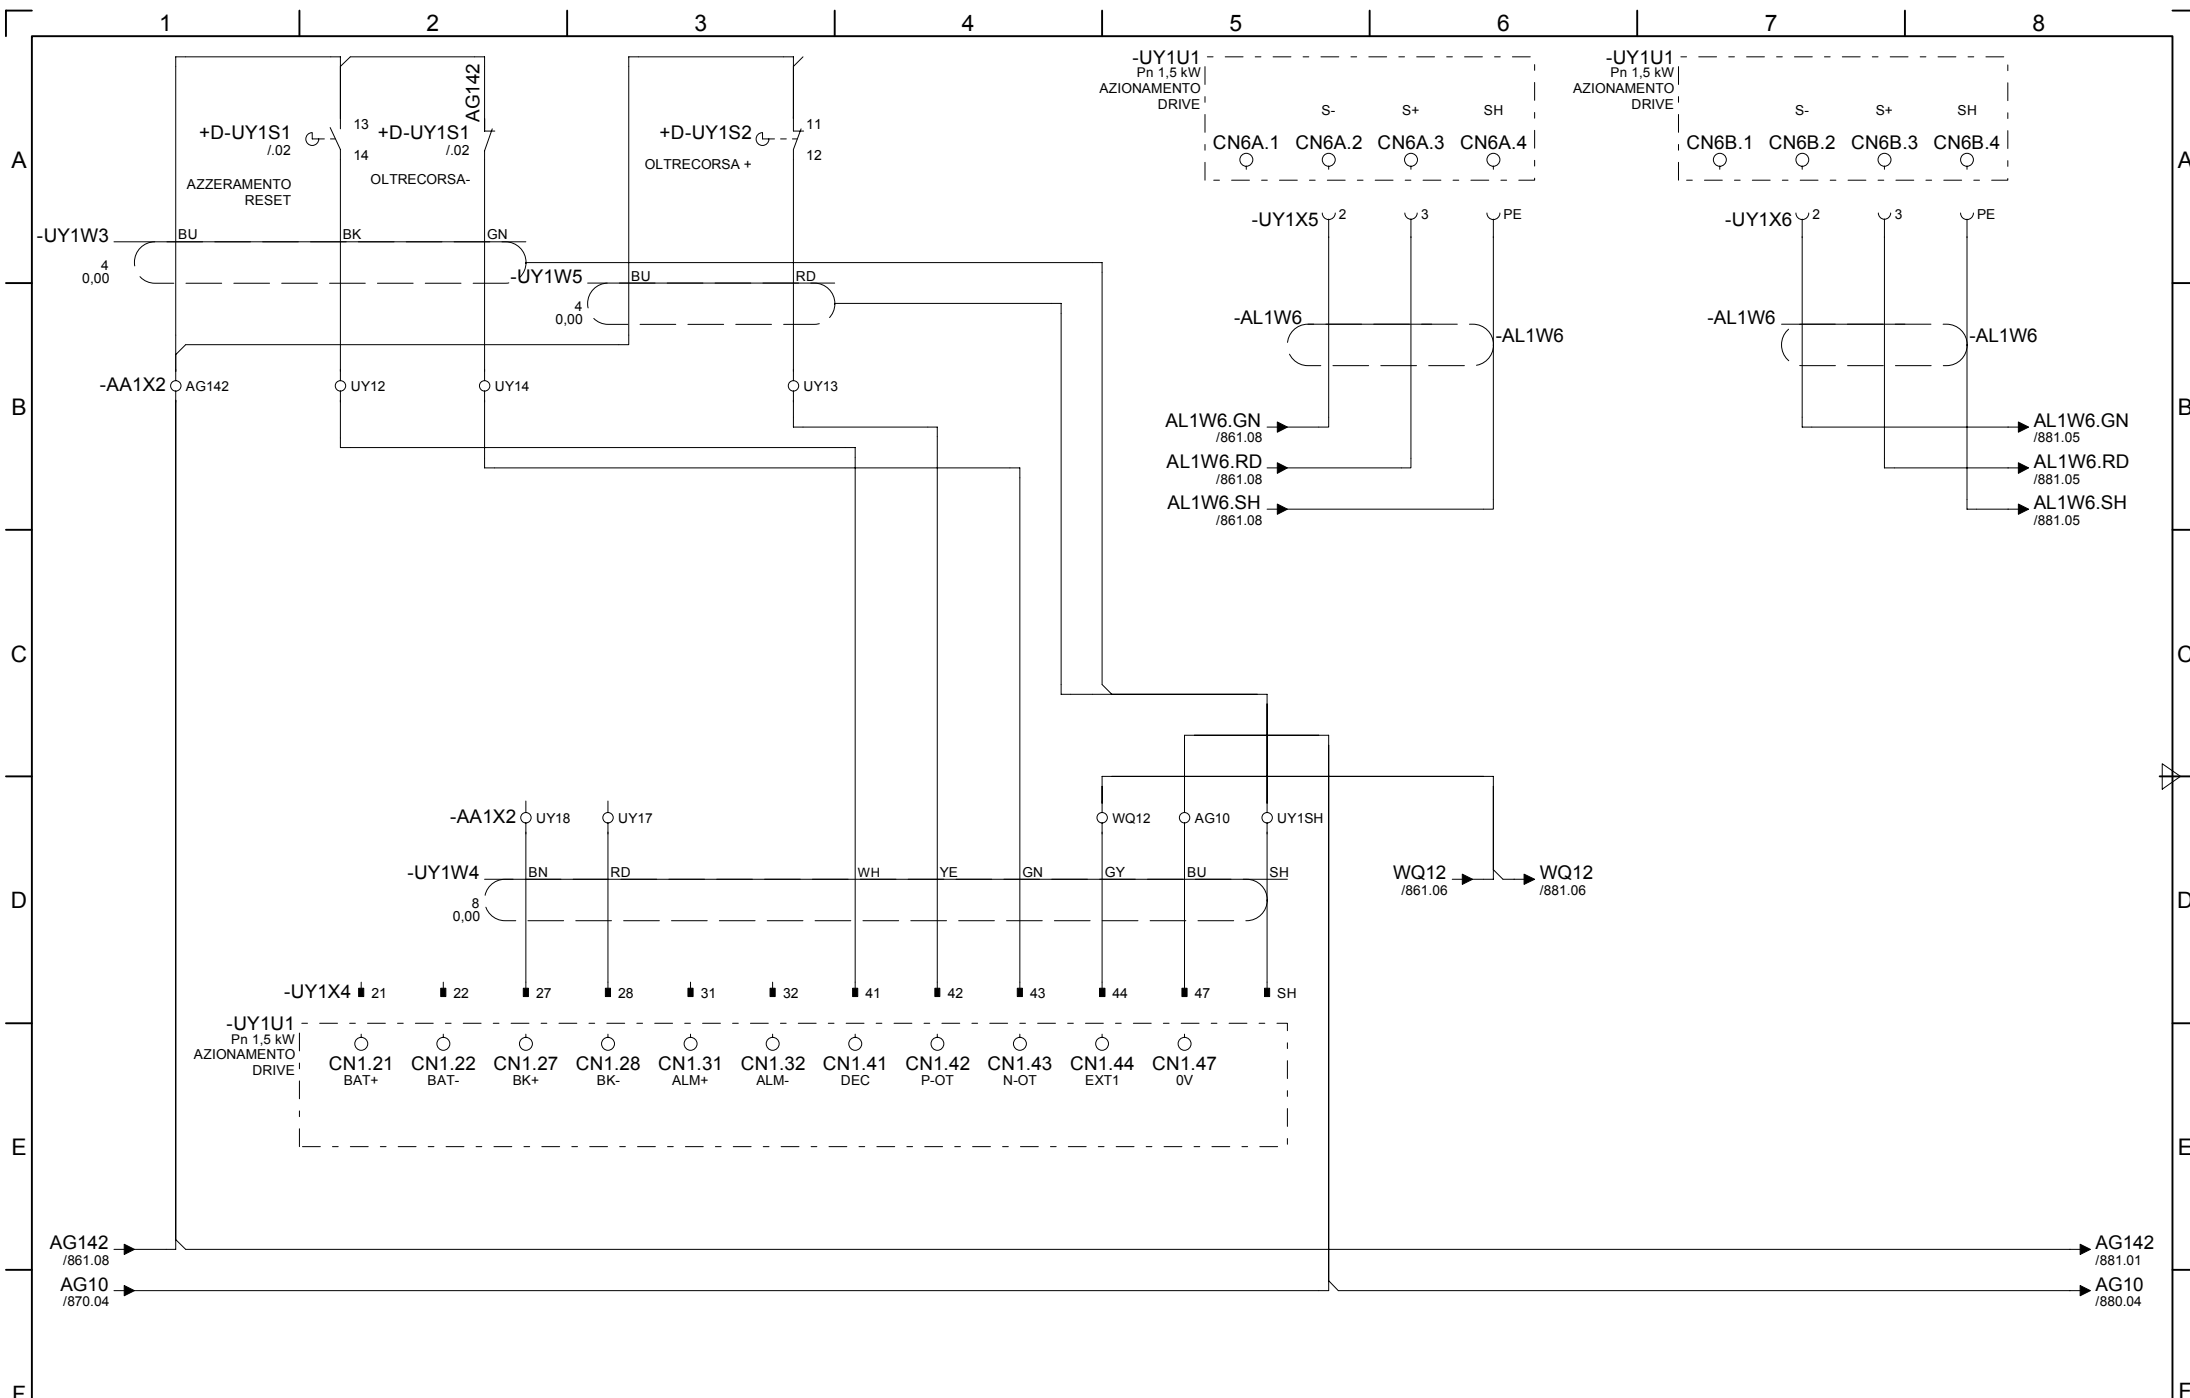 1 2 3 4 5 6 7 8
A
A
B
B
C
C
D
D
E
E
F
F
+D-UY1S1
/.02
13
14
AZZERAMENTO
RESET
+D-UY1S1
/.02
OLTRECORSA-
AG142
+D-UY1S2
11
12
OLTRECORSA +
-UY1U1
Pn 1,5 kW
AZIONAMENTO
DRIVE
S- S+ SH
CN6A.1 CN6A.2 CN6A.3 CN6A.4
-UY1U1
Pn 1,5 kW
AZIONAMENTO
DRIVE
S- S+ SH
CN6B.1 CN6B.2 CN6B.3 CN6B.4
-UY1X5 2 3 PE
-UY1X6 2 3 PE
-UY1W3 BU BK GN
4
0,00
-UY1W5 BU RD
4
0,00
-AL1W6
-AL1W6
-AL1W6
-AL1W6
-AA1X2 AG142 UY12 UY14 UY13
AL1W6.GN
/861.08
AL1W6.RD
/861.08
AL1W6.SH
/861.08
AL1W6.GN
/881.05
AL1W6.RD
/881.05
AL1W6.SH
/881.05
-AA1X2 UY18 UY17 WQ12 AG10 UY1SH
-UY1W4 BN RD WH YE GN GY BU SH
8
0,00
WQ12
/861.06
WQ12
/881.06
-UY1X4 21 22 27 28 31 32 41 42 43 44 47 SH
-UY1U1
Pn 1,5 kW
AZIONAMENTO
DRIVE
CN1.21 CN1.22 CN1.27 CN1.28 CN1.31 CN1.32 CN1.41 CN1.42 CN1.43 CN1.44 CN1.47
BAT+ BAT- BK+ BK- ALM+ ALM- DEC P-OT N-OT EXT1 0V
AG142
/861.08
AG142
/881.01
AG10
/870.04
AG10
/880.04